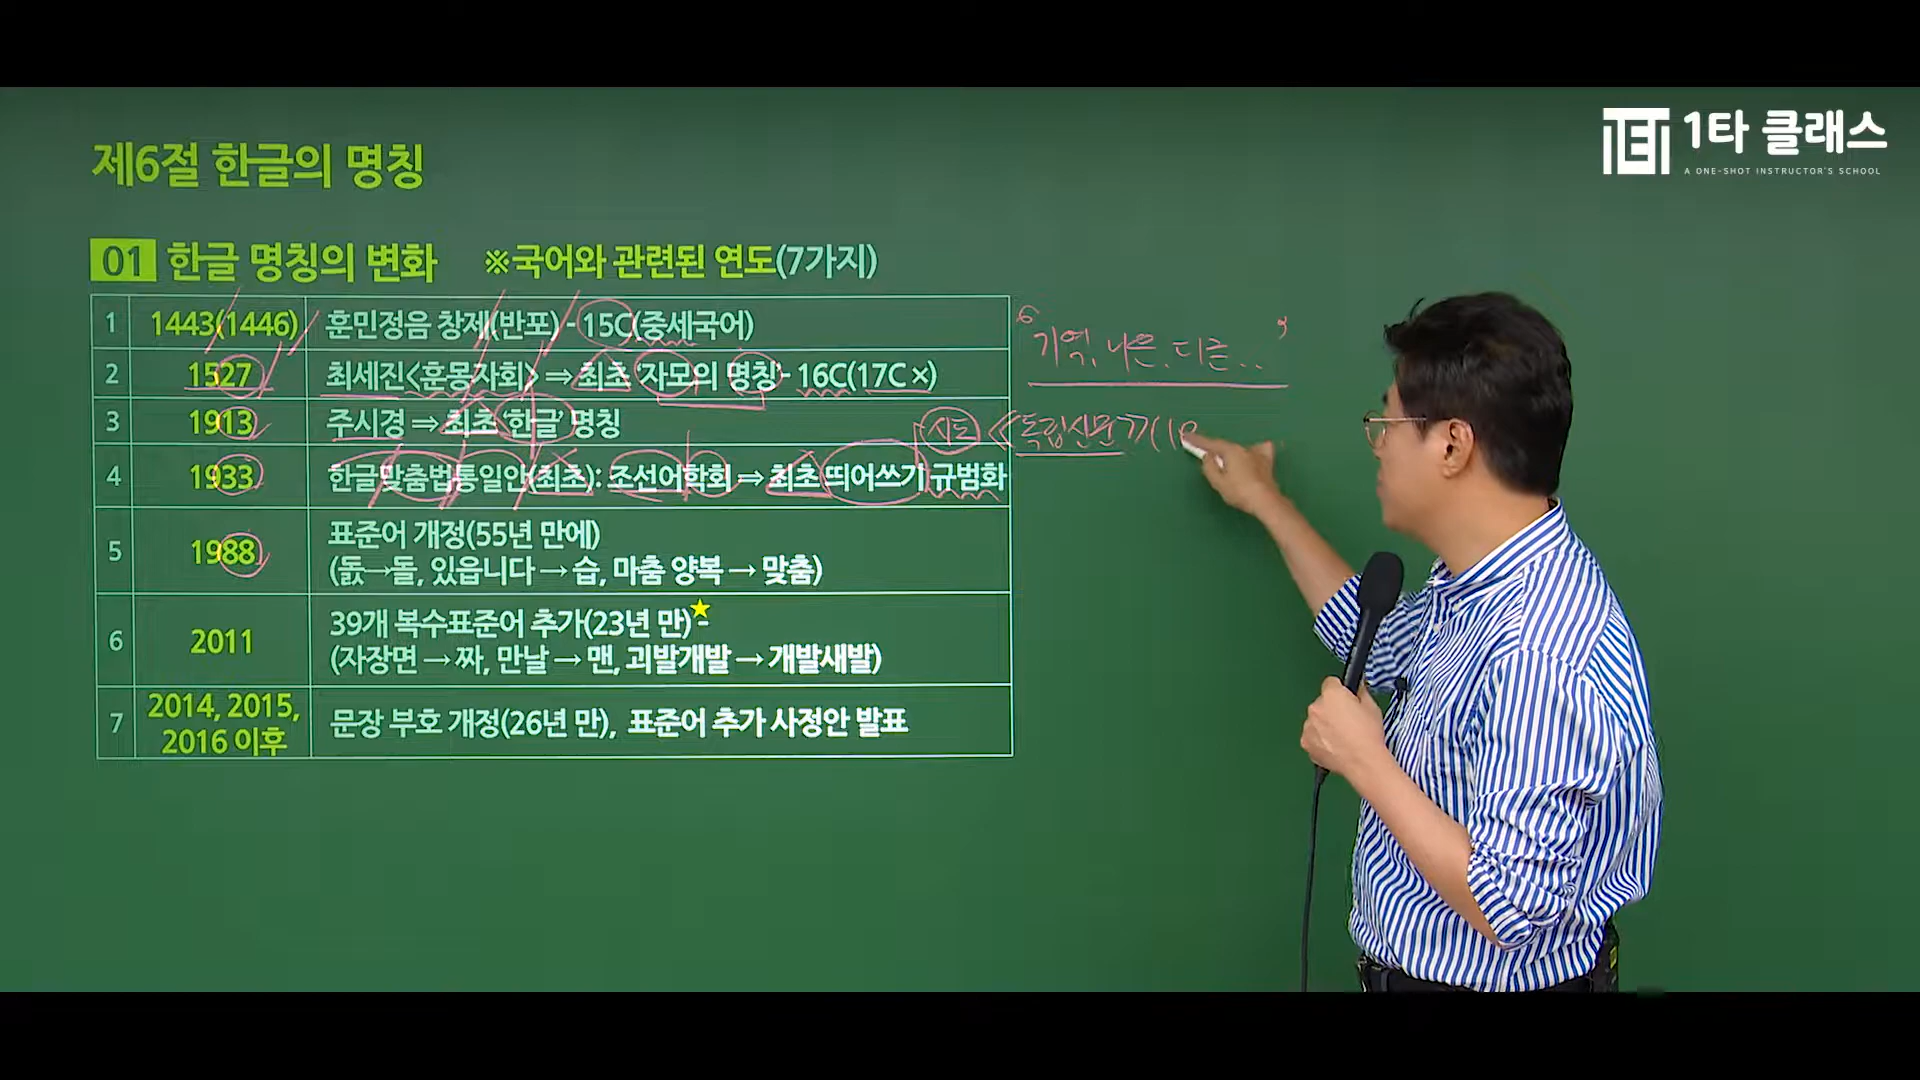 1타 클래스
A ONE-SHOT INSTRUCTOR'S SCHOOL
제6절 한글의 명칭
01 한글 명칭의 변화 ※국어와 관련된 연도(7가지)
1 1443(1446) 훈민정음 창제(반포) - 15C(중세국어)
기역, 니은, 디귿...
2 1527 최세진<훈몽자회> ⇒ 최초 '자모의 명칭'- 16C(17C ×)
3 1913 주시경 ⇒ 최초 '한글' 명칭
시도 《독립신문》(18
4 1933 한글맞춤법통일안(최초): 조선어학회 ⇒ 최초 띄어쓰기 규범화
5 1988 표준어 개정(55년 만에)
(돐→돌, 있읍니다 → 습, 마춤 양복 → 맞춤)
6 2011 39개 복수표준어 추가(23년 만)★-
(자장면 → 짜, 만날 → 맨, 괴발개발 → 개발새발)
7 2014, 2015,
2016 이후 문장 부호 개정(26년 만), 표준어 추가 사정안 발표